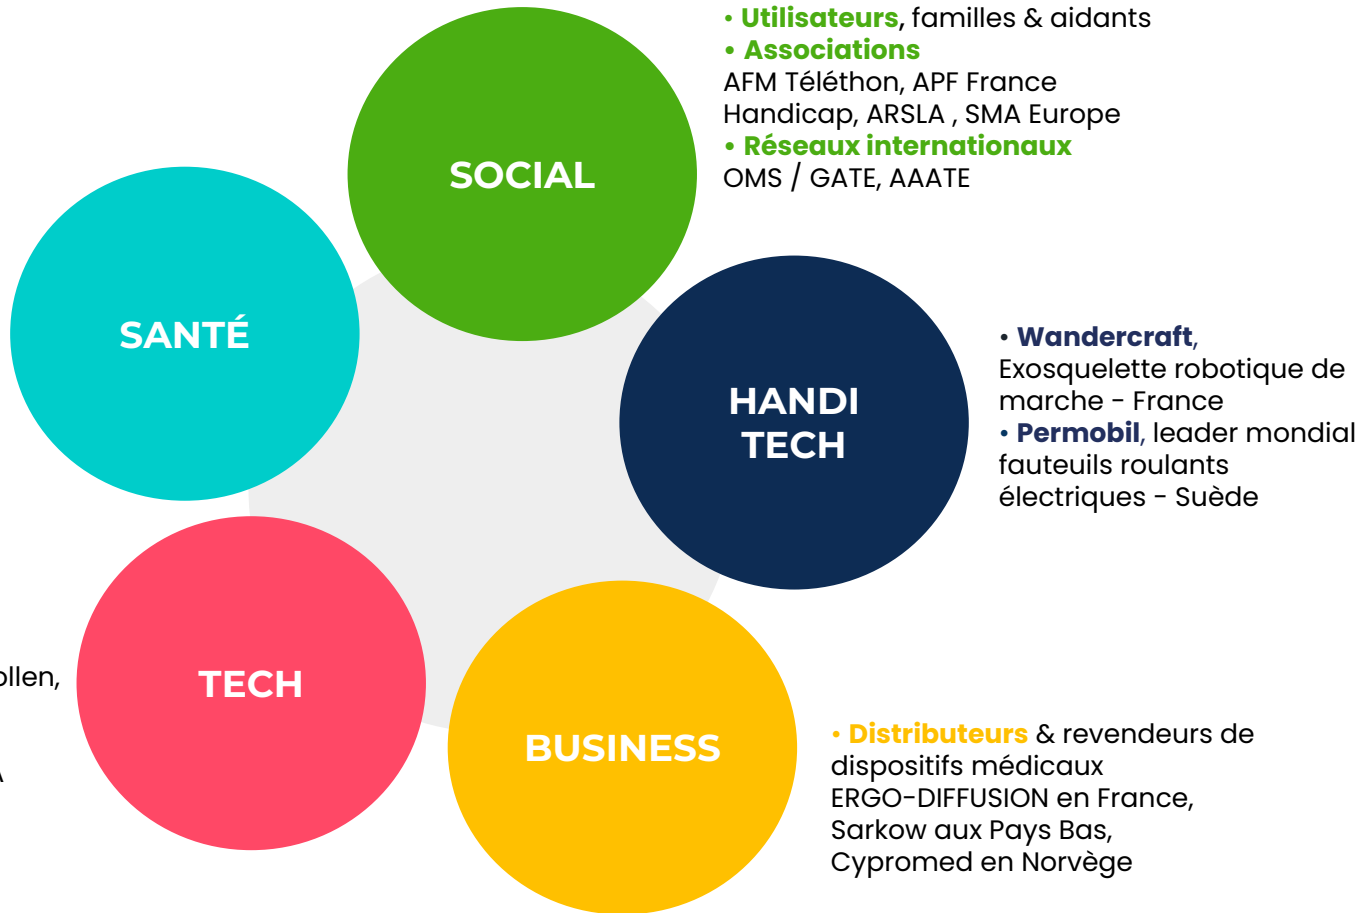 • Utilisateurs, familles & aidants
• Associations
AFM Téléthon, APF France
Handicap, ARSLA , SMA Europe
• Réseaux internationaux
OMS / GATE, AAATE
SOCIAL
SANTÉ
HANDI
TECH
• Wandercraft,
Exosquelette robotique de
marche - France
• Permobil, leader mondial
fauteuils roulants
électriques - Suède
TECH
BUSINESS
• Distributeurs & revendeurs de
dispositifs médicaux
ERGO-DIFFUSION en France,
Sarkow aux Pays Bas,
Cypromed en Norvège